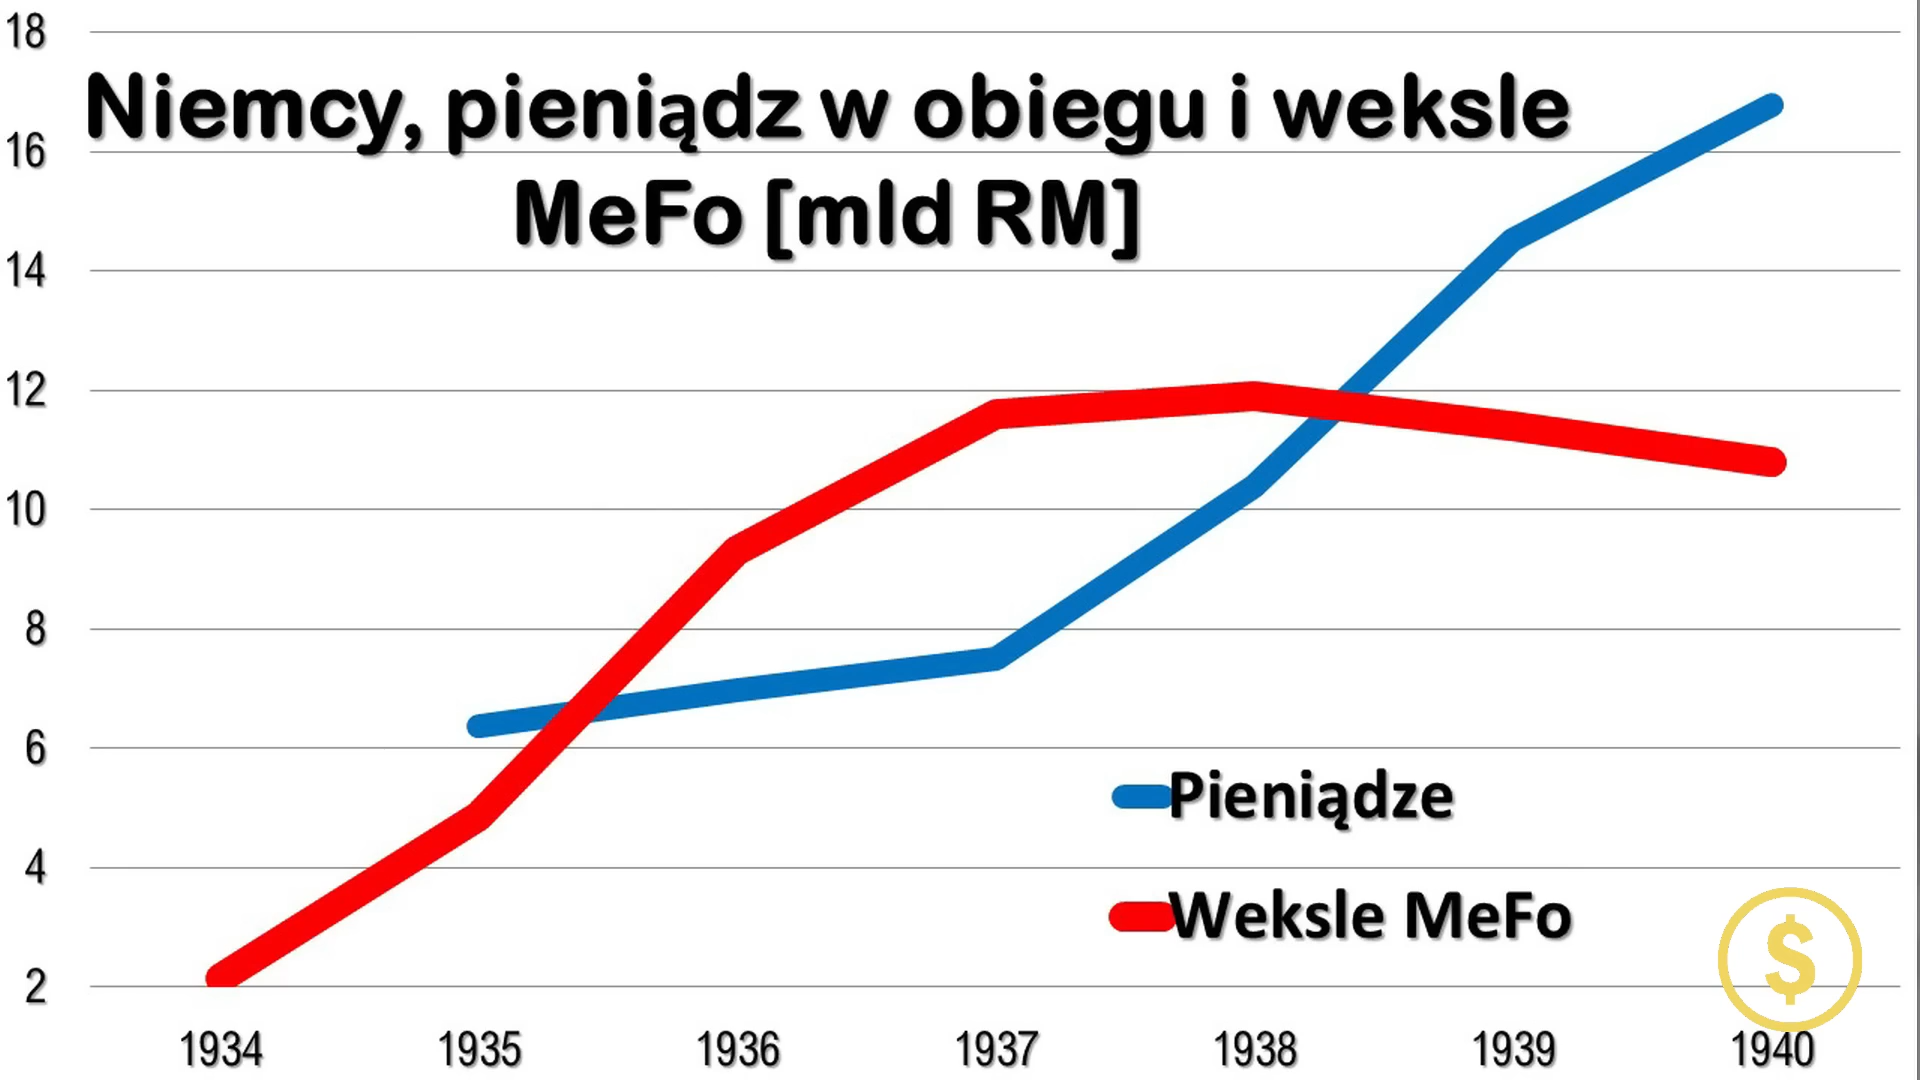 Niemcy, pieniądz w obiegu i weksle
MeFo [mld RM]
18
16
14
12
10
8
6
4
2
Pieniądze
Weksle MeFo
$
1934 1935 1936 1937 1938 1939 1940